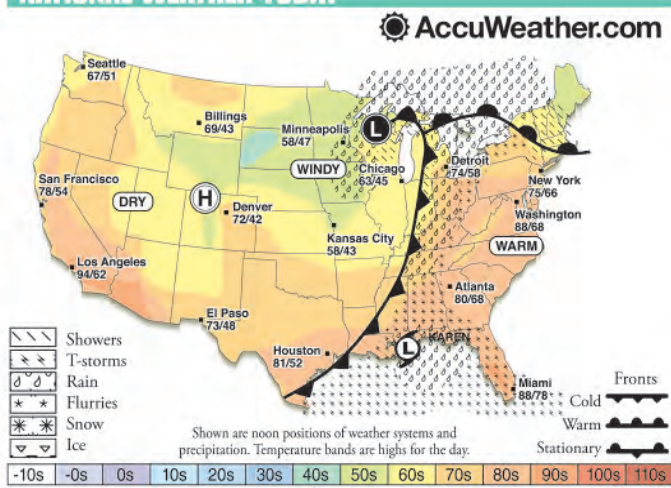 NATIONAL WEATHER TODAY
AccuWeather.com
Seattle
67/51
Billings
69/43
Minneapolis
58/47
L
WINDY
Chicago
63/45
Detroit
74/58
New York
75/66
San Francisco
78/54
DRY
H
Denver
72/42
Washington
88/68
Kansas City
58/43
WARM
Los Angeles
94/62
Atlanta
80/68
El Paso
73/48
KAREN
L
Houston
81/52
Miami
88/78
Showers
T-storms
Rain
Flurries
Snow
Ice
Shown are noon positions of weather systems and
precipitation. Temperature bands are highs for the day.
Fronts
Cold
Warm
Stationary
-10s -0s 0s 10s 20s 30s 40s 50s 60s 70s 80s 90s 100s 110s